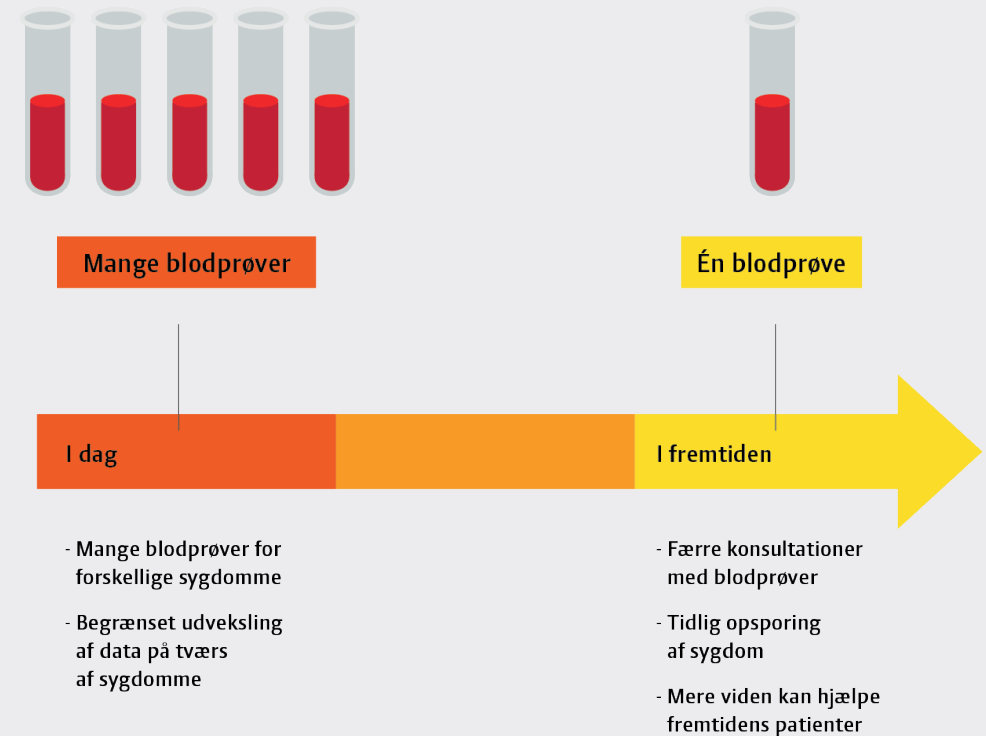 Mange blodprøver
Én blodprøve
I dag
I fremtiden
- Mange blodprøver for
forskellige sygdomme
- Begrænset udveksling
af data på tværs
af sygdomme
- Færre konsultationer
med blodprøver
- Tidlig opsporing
af sygdom
- Mere viden kan hjælpe
fremtidens patienter